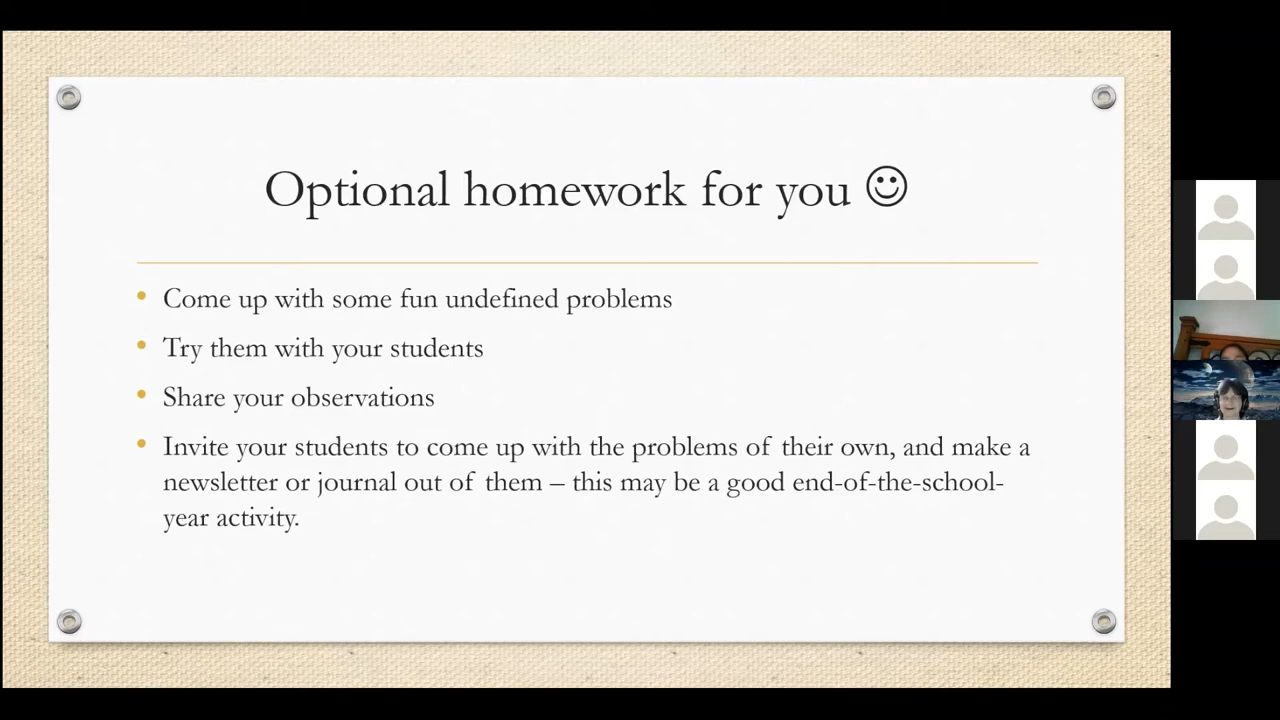 Optional homework for you ☺
• Come up with some fun undefined problems
• Try them with your students
• Share your observations
• Invite your students to come up with the problems of their own, and make a
newsletter or journal out of them – this may be a good end-of-the-school-
year activity.